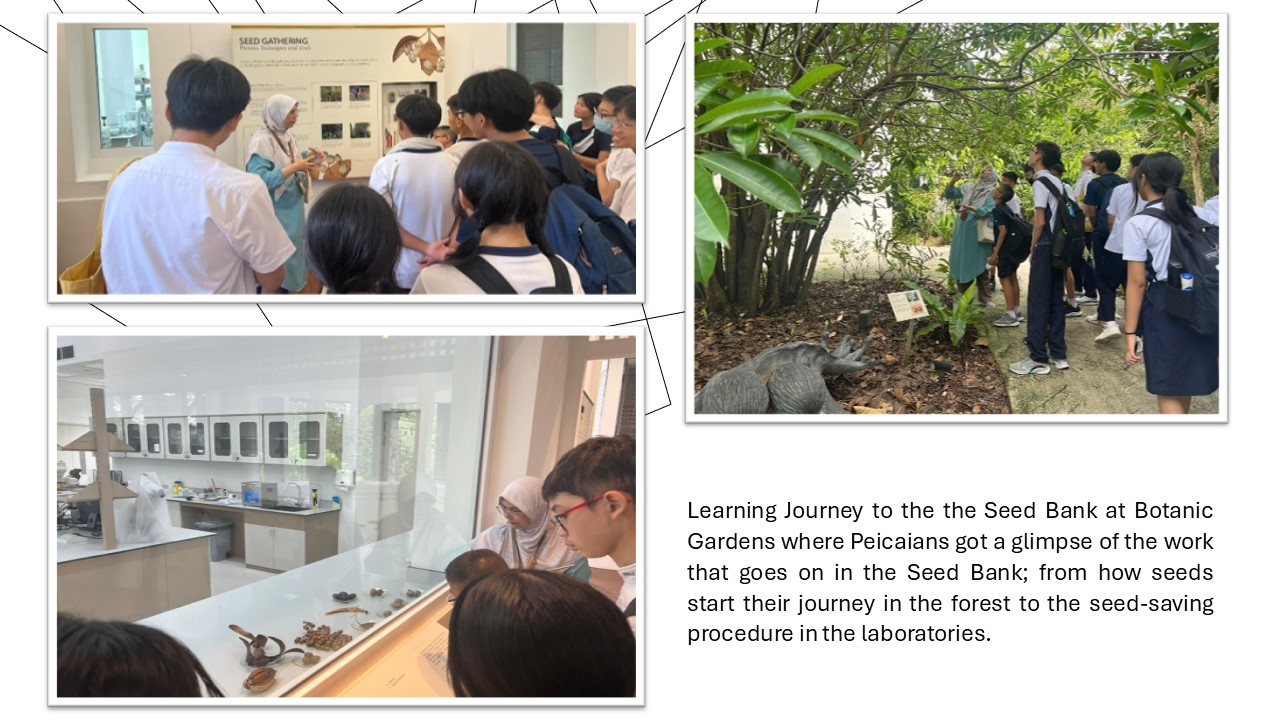 SEED GATHERING
Learning Journey to the the Seed Bank at Botanic
Gardens where Peicaians got a glimpse of the work
that goes on in the Seed Bank; from how seeds
start their journey in the forest to the seed-saving
procedure in the laboratories.